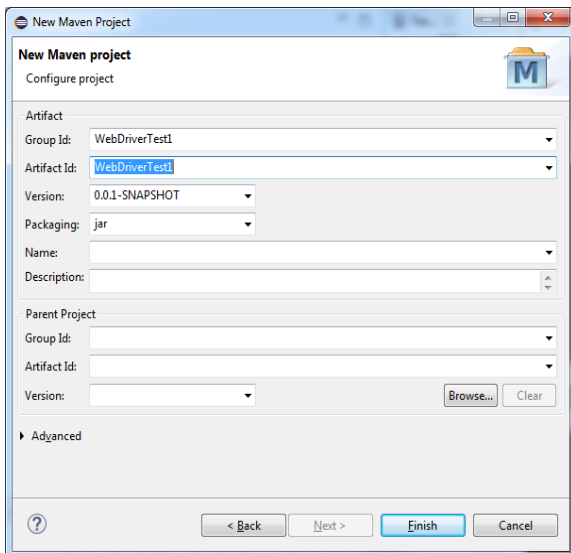 New Maven Project
New Maven project
Configure project
M
Artifact
Group Id: WebDriverTest1
Artifact Id: WebDriverTest1
Version: 0.0.1-SNAPSHOT
Packaging: jar
Name:
Description:
Parent Project
Group Id:
Artifact Id:
Version: Browse... Clear
Advanced
? < Back Next > Finish Cancel